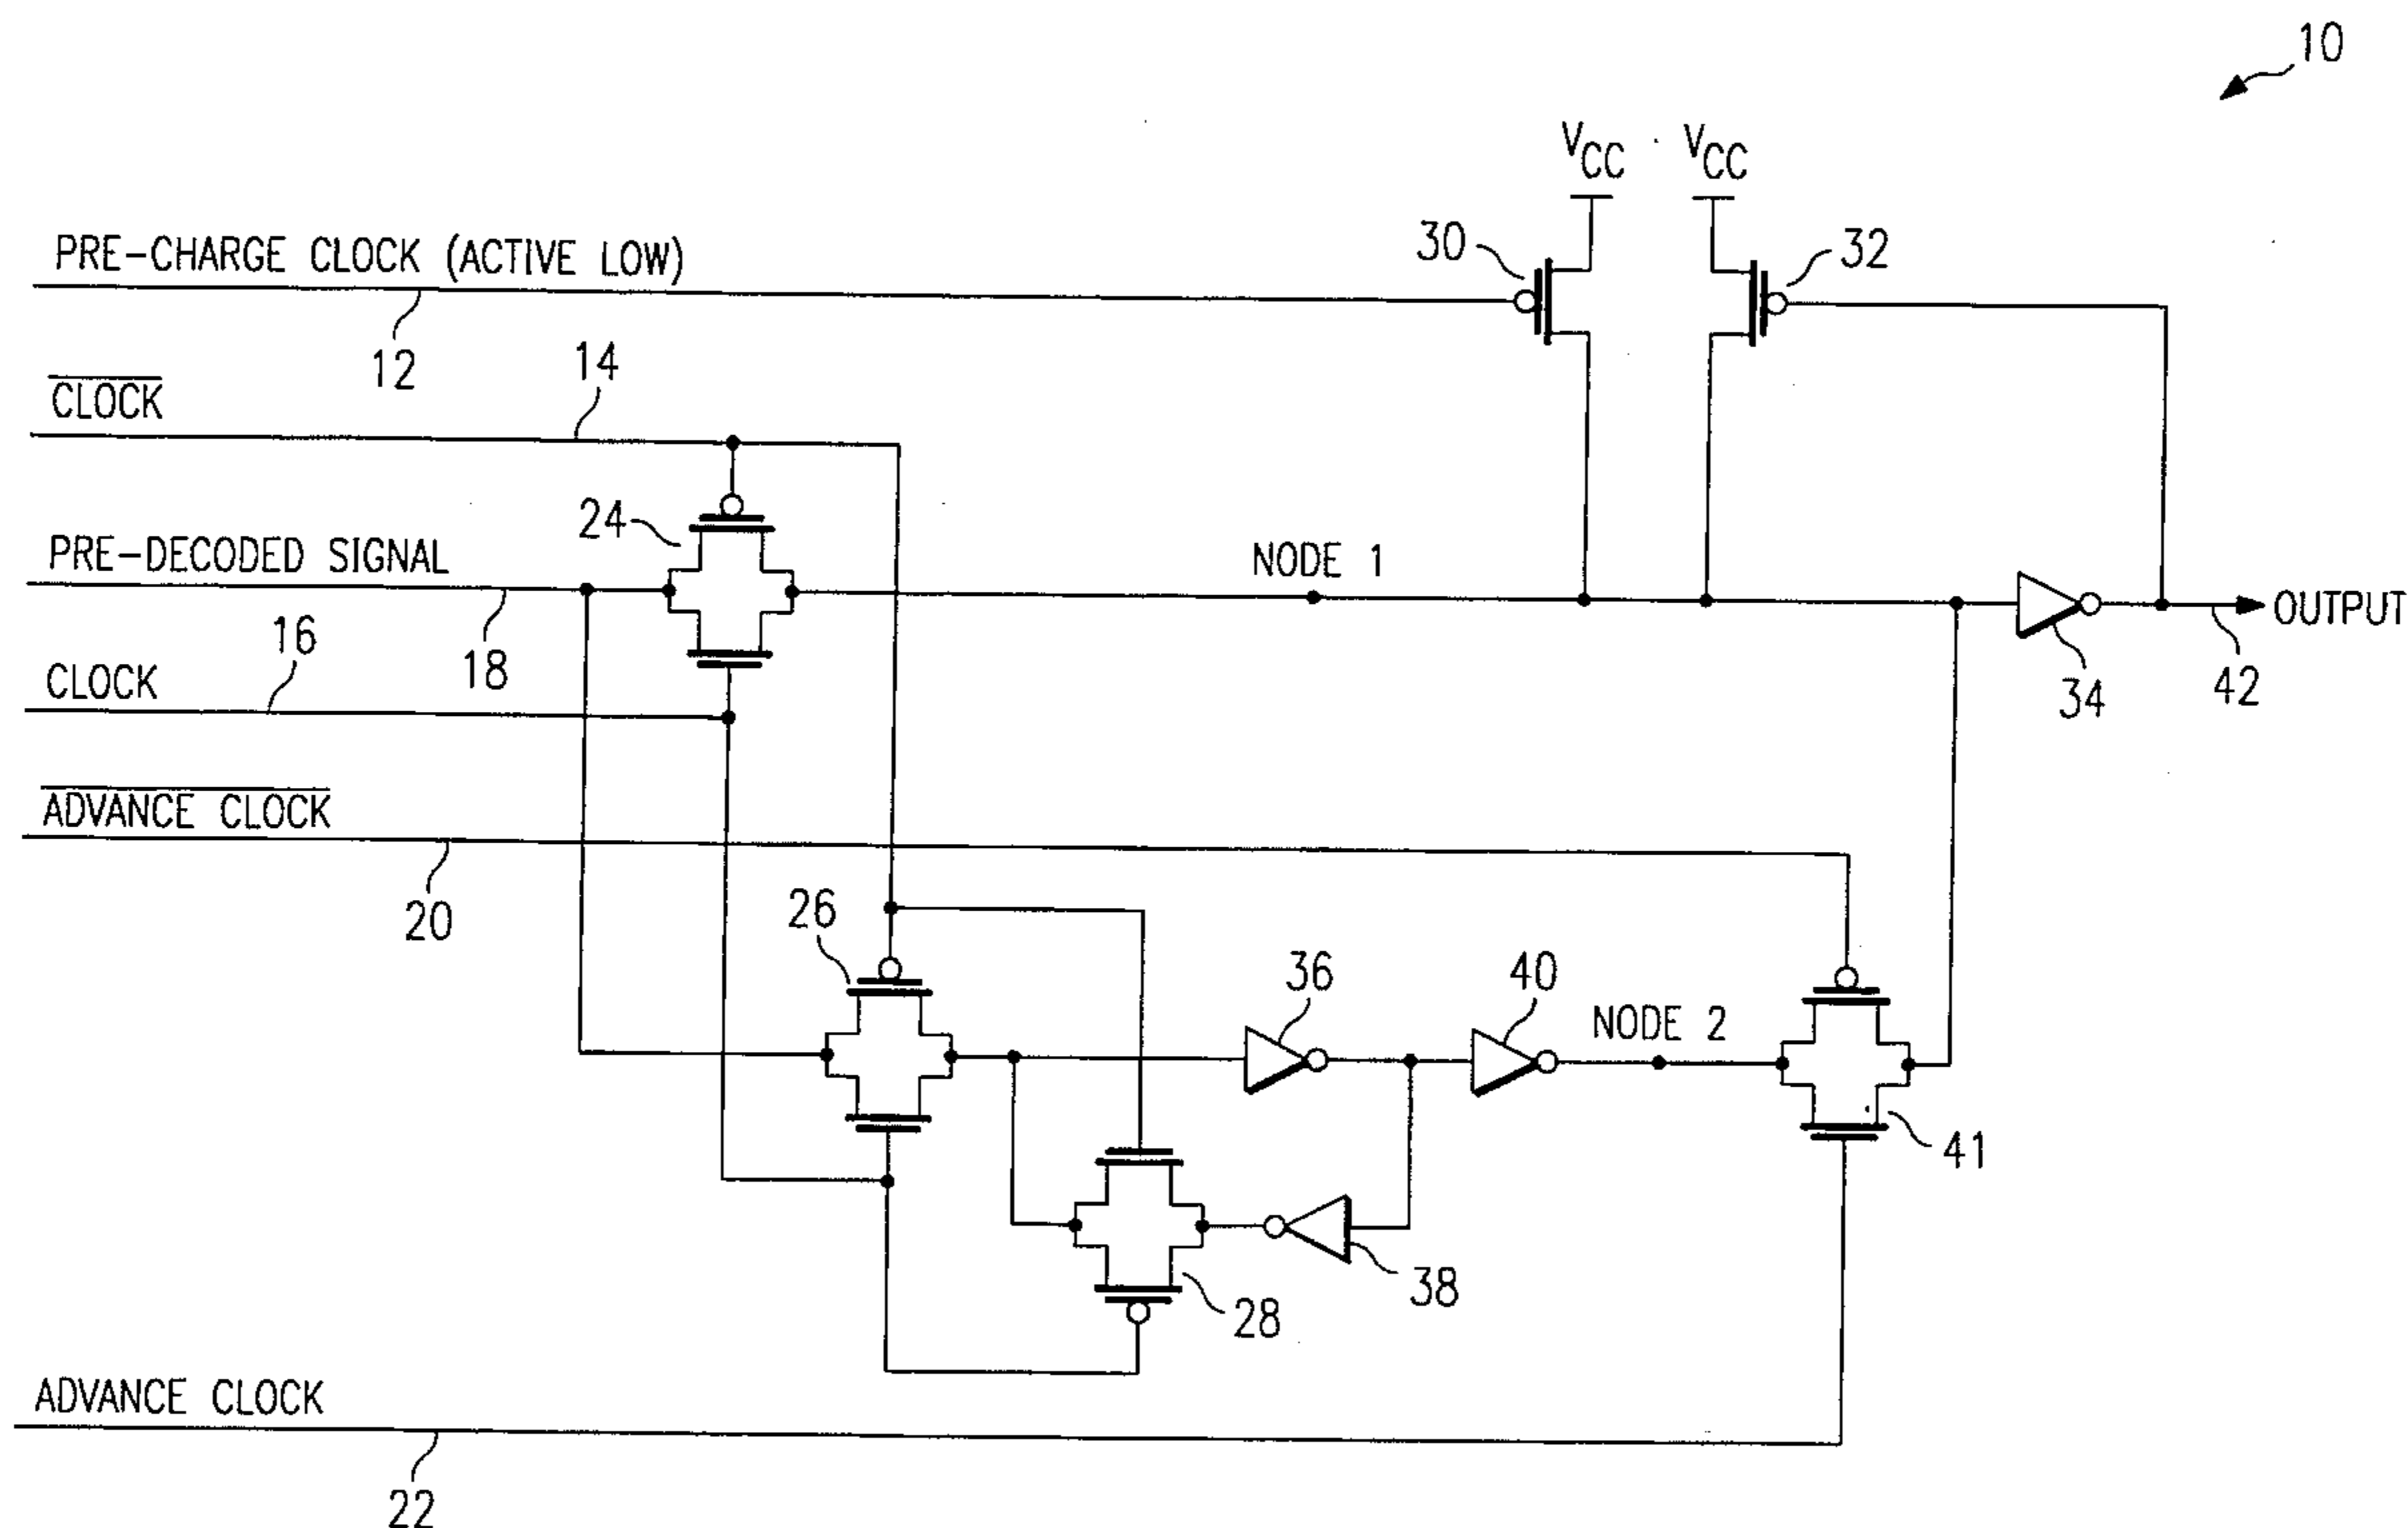 10
V_CC
V_CC
30
32
PRE-CHARGE CLOCK (ACTIVE LOW)
12
14
CLOCK
24
PRE-DECODED SIGNAL
18
NODE 1
OUTPUT
34
42
16
CLOCK
ADVANCE CLOCK
20
26
36
40
NODE 2
41
38
28
ADVANCE CLOCK
22